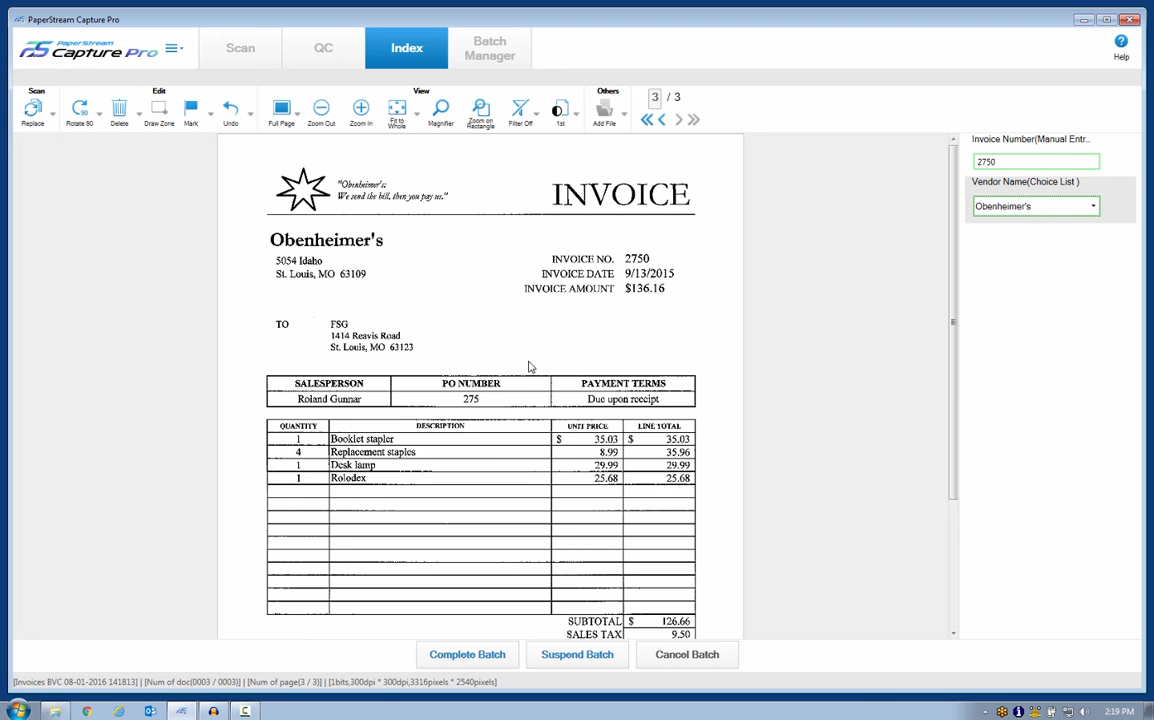 PaperStream Capture Pro
PaperStream
Capture Pro
Scan
QC
Index
Batch
Manager
Help
Scan
Edit
View
Others
3 / 3
90
Replace
Rotate 90
Delete
Draw Zone
Mark
Undo
Full Page
Zoom Out
Zoom In
Fit to
Whole
Magnifier
Zoom on
Rectangle
Filter Off
1st
Add File
Invoice Number(Manual Entr...
2750
Vendor Name(Choice List )
Obenheimer's
"Obenheimer's:
We send the bill, then you pay us."
INVOICE
Obenheimer's
5054 Idaho
St. Louis, MO 63109
INVOICE NO. 2750
INVOICE DATE 9/13/2015
INVOICE AMOUNT $136.16
TO FSG
1414 Reavis Road
St. Louis, MO 63123
SALESPERSON PO NUMBER PAYMENT TERMS
Roland Gunnar 275 Due upon receipt
QUANTITY DESCRIPTION UNIT PRICE LINE TOTAL
1 Booklet stapler $ 35.03 $ 35.03
4 Replacement staples 8.99 35.96
1 Desk lamp 29.99 29.99
1 Rolodex 25.68 25.68
SUBTOTAL $ 126.66
SALES TAX 9.50
Complete Batch
Suspend Batch
Cancel Batch
[Invoices BVC 08-01-2016 141813] | [Num of doc(0003 / 0003)] | [Num of page(3 / 3)] | [1bits,300dpi * 300dpi,3316pixels * 2540pixels]
2:19 PM